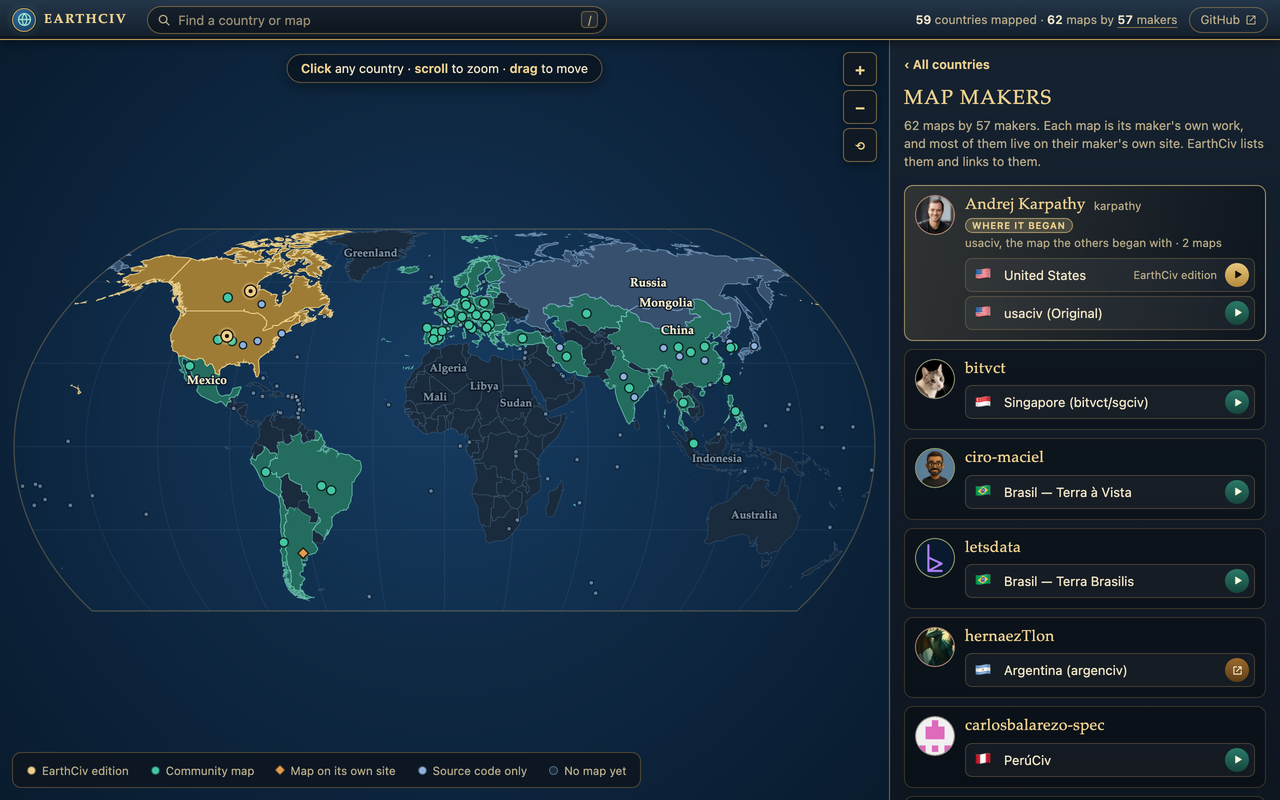 EARTHCIV
Find a country or map
/
59 countries mapped · 62 maps by 57 makers
GitHub
Click any country · scroll to zoom · drag to move
+
−
Greenland
Russia
Mongolia
China
Mexico
Algeria
Libya
Mali
Sudan
Indonesia
Australia
EarthCiv edition
Community map
Map on its own site
Source code only
No map yet
‹ All countries
MAP MAKERS
62 maps by 57 makers. Each map is its maker's own work,
and most of them live on their maker's own site. EarthCiv lists
them and links to them.
Andrej Karpathy karpathy
WHERE IT BEGAN
usaciv, the map the others began with · 2 maps
United States EarthCiv edition
usaciv (Original)
bitvct
Singapore (bitvct/sgciv)
ciro-maciel
Brasil — Terra à Vista
letsdata
Brasil — Terra Brasilis
hernaezTlon
Argentina (argenciv)
carlosbalarezo-spec
PerúCiv